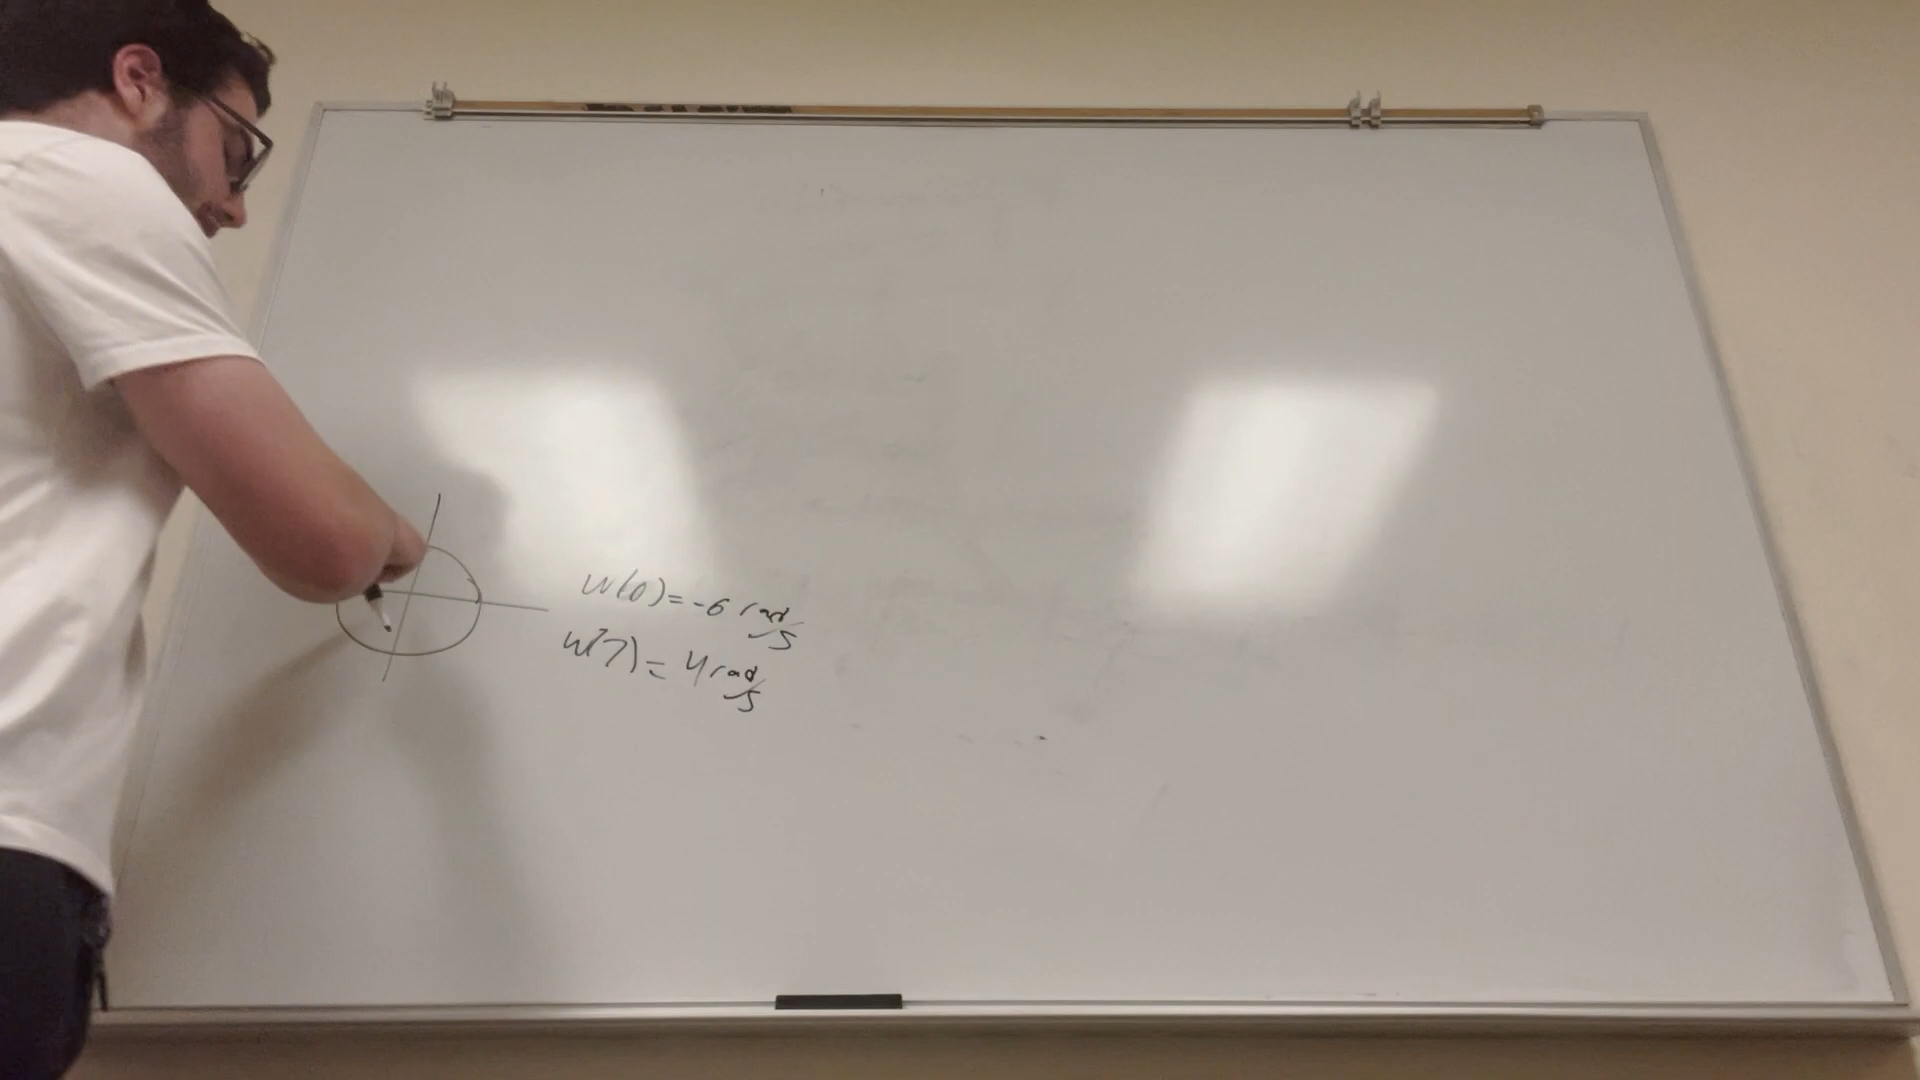 w(0) = -6 rad/s
w(7) = 4 rad/s